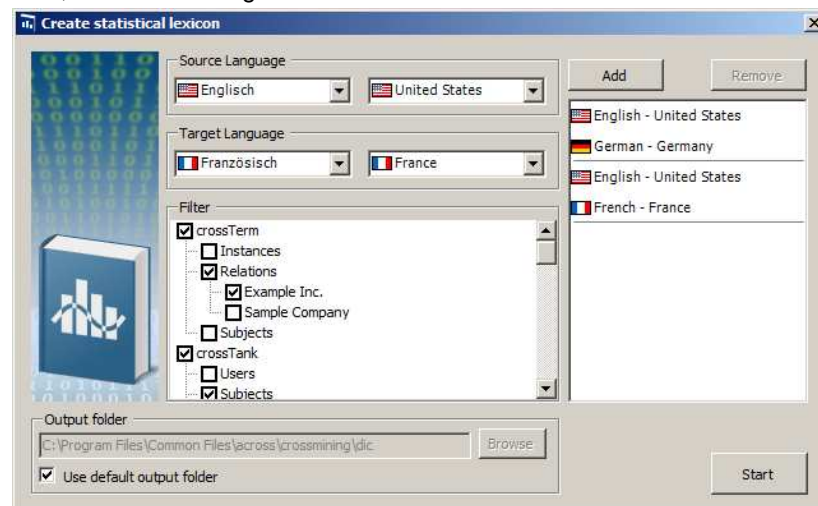 Create statistical lexicon
Source Language
Englisch
United States
Target Language
Französisch
France
Filter
crossTerm
Instances
Relations
Example Inc.
Sample Company
Subjects
crossTank
Users
Subjects
Add
Remove
English - United States
German - Germany
English - United States
French - France
Output folder
C:\Program Files\Common Files\across\crossmining\dic
Browse
Use default output folder
Start